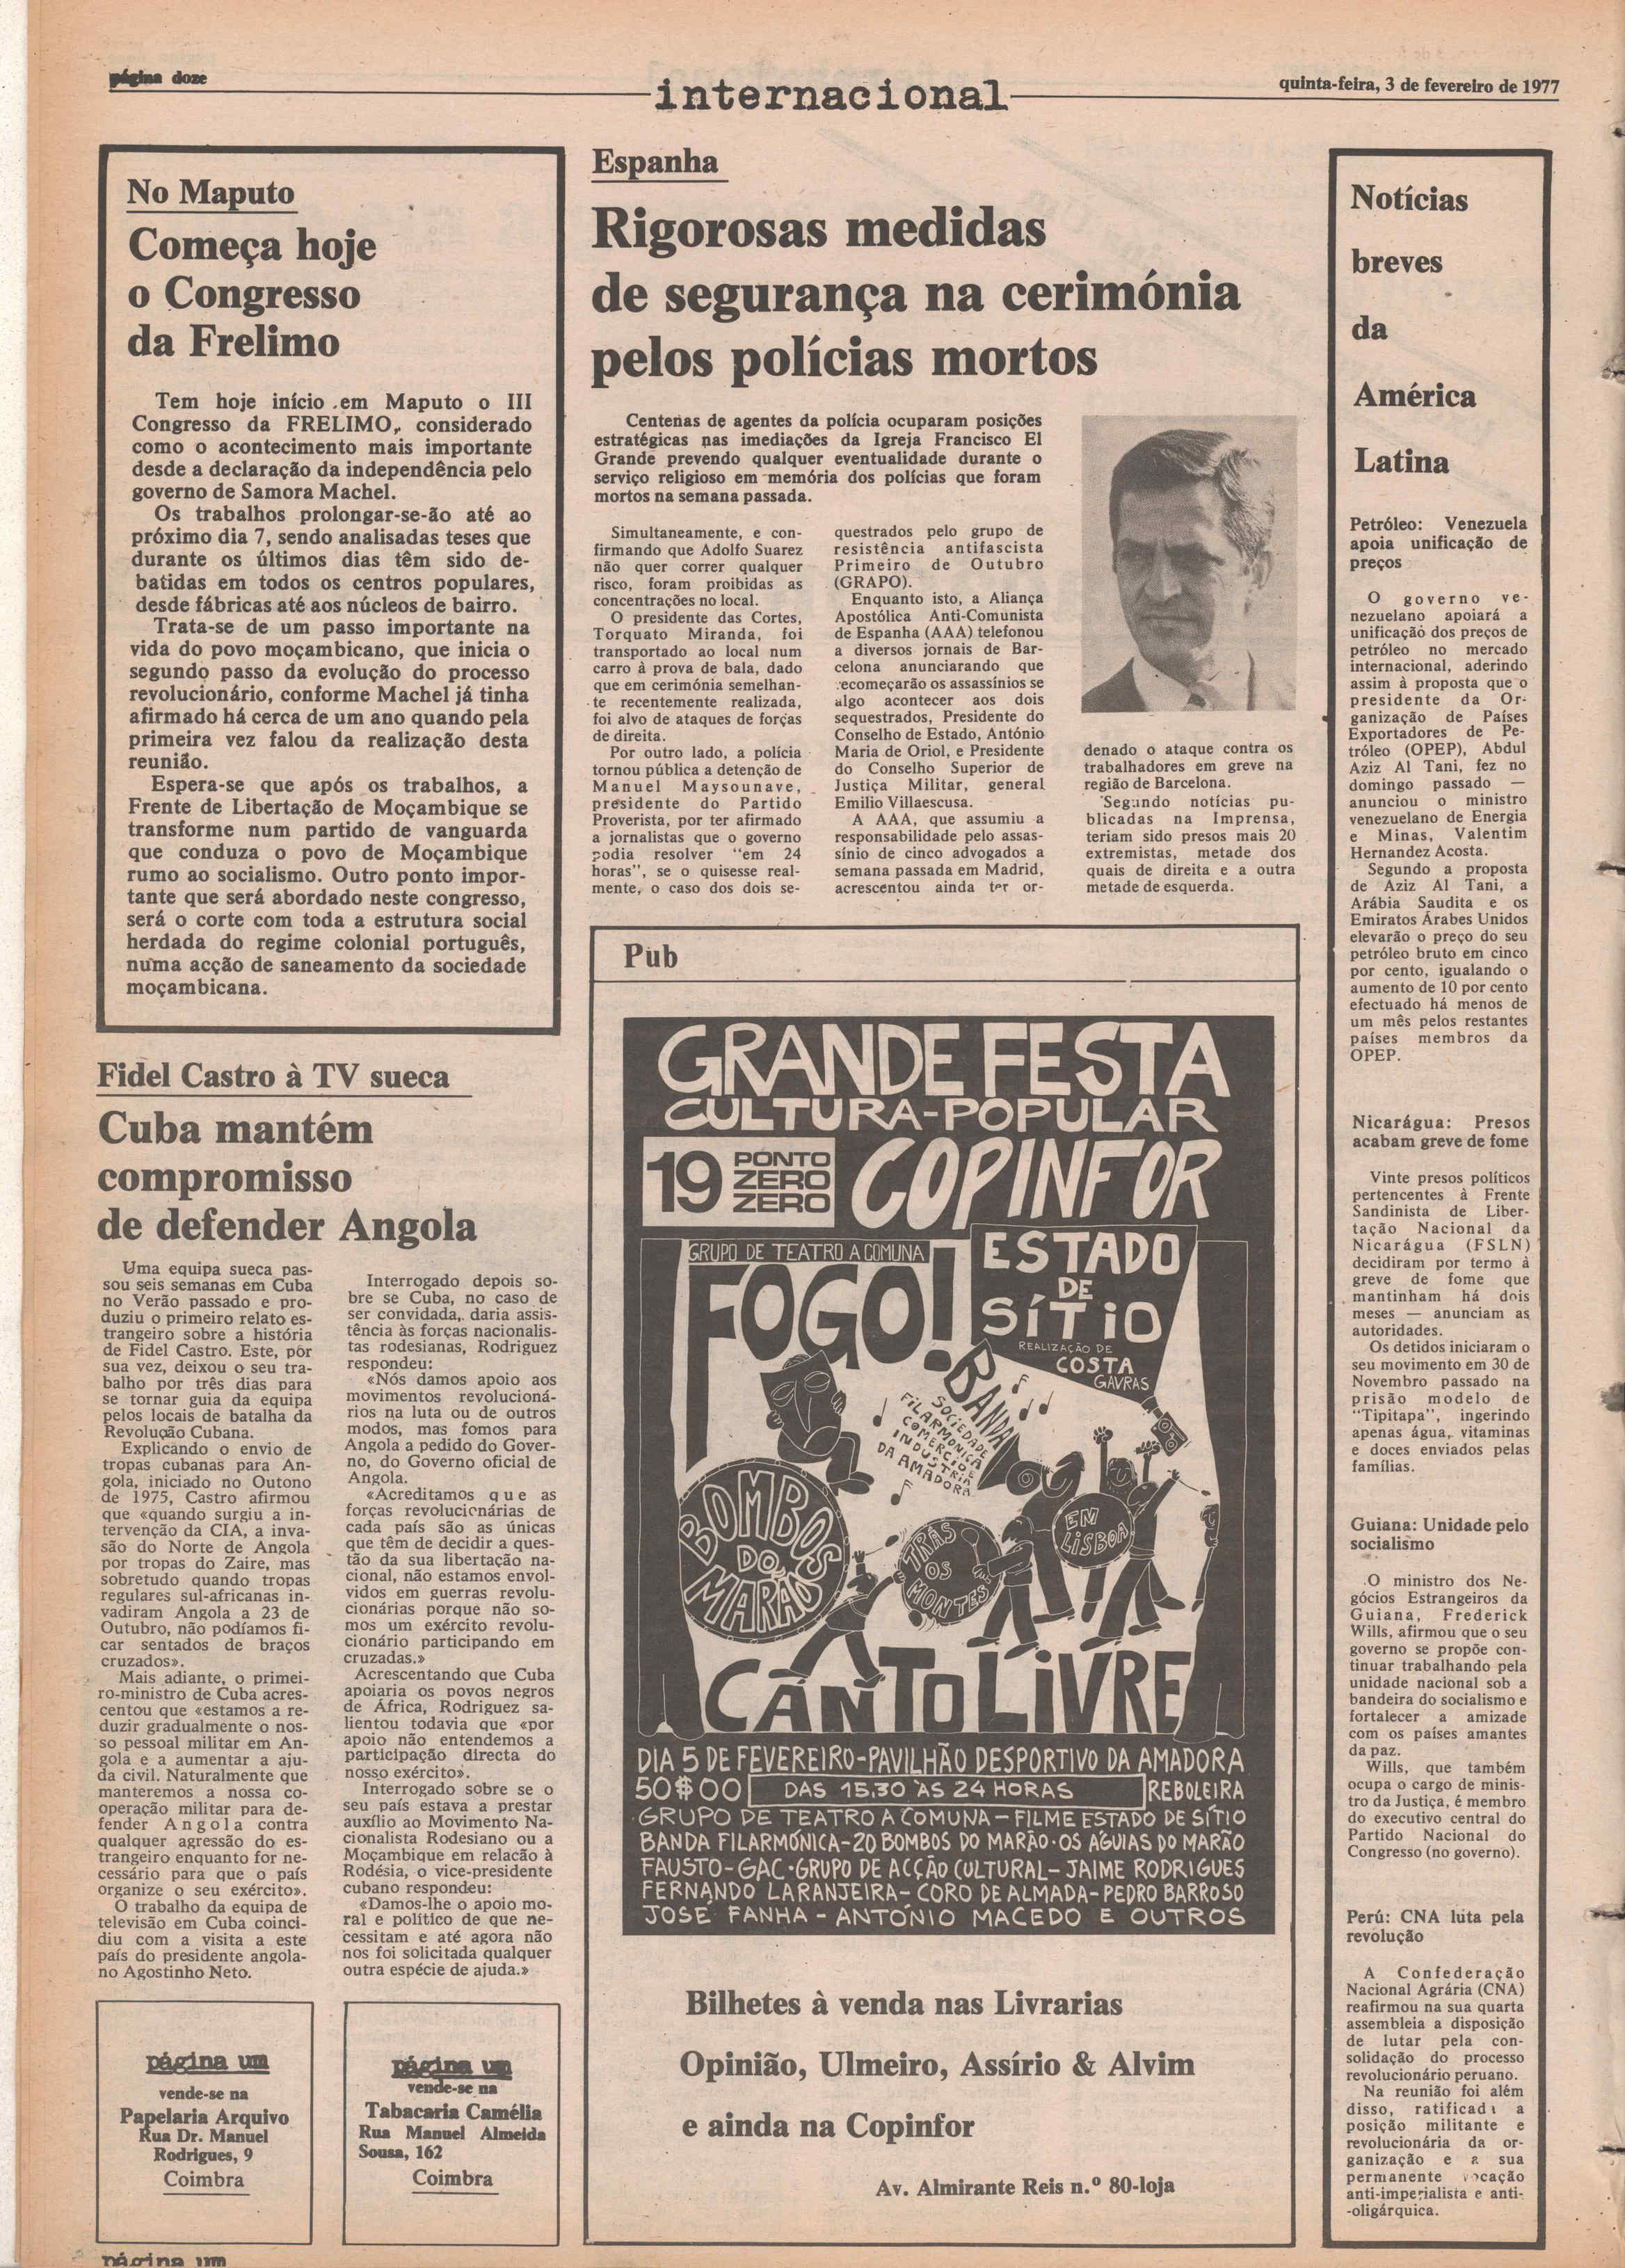 página doze
internacional
quinta-feira, 3 de fevereiro de 1977
No Maputo
Começa hoje
o Congresso
da Frelimo
Tem hoje início em Maputo o III
Congresso da FRELIMO, considerado
como o acontecimento mais importante
desde a declaração da independência pelo
governo de Samora Machel.
Os trabalhos prolongar-se-ão até ao
próximo dia 7, sendo analisadas teses que
durante os últimos dias têm sido de-
batidas em todos os centros populares,
desde fábricas até aos núcleos de bairro.
Trata-se de um passo importante na
vida do povo moçambicano, que inicia o
segundo passo da evolução do processo
revolucionário, conforme Machel já tinha
afirmado há cerca de um ano quando pela
primeira vez falou da realização desta
reunião.
Espera-se que após os trabalhos, a
Frente de Libertação de Moçambique se
transforme num partido de vanguarda
que conduza o povo de Moçambique
rumo ao socialismo. Outro ponto impor-
tante que será abordado neste congresso,
será o corte com toda a estrutura social
herdada do regime colonial português,
numa acção de saneamento da sociedade
moçambicana.
Fidel Castro à TV sueca
Cuba mantém
compromisso
de defender Angola
Uma equipa sueca pas-
sou seis semanas em Cuba
no Verão passado e pro-
duziu o primeiro relato es-
trangeiro sobre a história
de Fidel Castro. Este, por
sua vez, deixou o seu tra-
balho por três dias para
se tornar guia da equipa
pelos locais de batalha da
Revolução Cubana.
Explicando o envio de
tropas cubanas para An-
gola, iniciado no Outono
de 1975, Castro afirmou
que «quando surgiu a in-
tervenção da CIA, a inva-
são do Norte de Angola
por tropas do Zaire, mas
sobretudo quando tropas
regulares sul-africanas in-
vadiram Angola a 23 de
Outubro, não podíamos fi-
car sentados de braços
cruzados».
Mais adiante, o primei-
ro-ministro de Cuba acres-
centou que «estamos a re-
duzir gradualmente o nos-
so pessoal militar em An-
gola e a aumentar a aju-
da civil. Naturalmente que
manteremos a nossa co-
operação militar para de-
fender Angola contra
qualquer agressão do es-
trangeiro enquanto for ne-
cessário para que o país
organize o seu exército».
O trabalho da equipa de
televisão em Cuba coinci-
diu com a visita a este
país do presidente angola-
no Agostinho Neto.
Interrogado depois so-
bre se Cuba, no caso de
ser convidada, daria assis-
tência às forças nacionalis-
tas rodesianas, Rodriguez
respondeu:
«Nós damos apoio aos
movimentos revolucioná-
rios na luta ou de outros
modos, mas fomos para
Angola a pedido do Gover-
no, do Governo oficial de
Angola.
«Acreditamos que as
forças revolucionárias de
cada país são as únicas
que têm de decidir a ques-
tão da sua libertação na-
cional, não estamos envol-
vidos em guerras revolu-
cionárias porque não so-
mos um exército revolu-
cionário participando em
cruzadas.»
Acrescentando que Cuba
apoiaria os povos negros
de África, Rodriguez sa-
lientou todavia que «por
apoio não entendemos a
participação directa do
nosso exército».
Interrogado sobre se o
seu país estava a prestar
auxílio ao Movimento Na-
cionalista Rodesiano ou a
Moçambique em relacão à
Rodésia, o vice-presidente
cubano respondeu:
«Damos-lhe o apoio mo-
ral e político de que ne-
cessitam e até agora não
nos foi solicitada qualquer
outra espécie de ajuda.»
página um
vende-se na
Papelaria Arquivo
Rua Dr. Manuel
Rodrigues, 9
Coimbra
página um
vende-se na
Tabacaria Camélia
Rua Manuel Almeida
Sousa, 162
Coimbra
página um
Espanha
Rigorosas medidas
de segurança na cerimónia
pelos polícias mortos
Centenas de agentes da polícia ocuparam posições
estratégicas nas imediações da Igreja Francisco El
Grande prevendo qualquer eventualidade durante o
serviço religioso em memória dos polícias que foram
mortos na semana passada.
Simultaneamente, e con-
firmando que Adolfo Suarez
não quer correr qualquer
risco, foram proibidas as
concentrações no local.
O presidente das Cortes,
Torquato Miranda, foi
transportado ao local num
carro à prova de bala, dado
que em cerimónia semelhan-
te recentemente realizada,
foi alvo de ataques de forças
de direita.
Por outro lado, a polícia
tornou pública a detenção de
Manuel Maysounave,
presidente do Partido
Proverista, por ter afirmado
a jornalistas que o governo
podia resolver "em 24
horas", se o quisesse real-
mente, o caso dos dois se-
questrados pelo grupo de
resistência antifascista
Primeiro de Outubro
(GRAPO).
Enquanto isto, a Aliança
Apostólica Anti-Comunista
de Espanha (AAA) telefonou
a diversos jornais de Bar-
celona anunciarando que
recomeçarão os assassínios se
algo acontecer aos dois
sequestrados, Presidente do
Conselho de Estado, António
Maria de Oriol, e Presidente
do Conselho Superior de
Justiça Militar, general
Emilio Villaescusa.
A AAA, que assumiu a
responsabilidade pelo assas-
sínio de cinco advogados a
semana passada em Madrid,
acrescentou ainda ter or-
denado o ataque contra os
trabalhadores em greve na
região de Barcelona.
Segundo notícias pu-
blicadas na Imprensa,
teriam sido presos mais 20
extremistas, metade dos
quais de direita e a outra
metade de esquerda.
Pub
GRANDE FESTA
CULTURA-POPULAR
19 PONTO ZERO ZERO
COPINFOR
GRUPO DE TEATRO A COMUNA
FOGO!
ESTADO
DE
SÍTIO
REALIZAÇÃO DE
COSTA
GAVRAS
BANDA
SOCIEDADE
FILARMONICA
COMERCIO E
INDUSTRIA
DA AMADORA
BOMBOS
DO
MARÃO
TRÁS
OS
MONTES
EM
LISBOA
CANTO LIVRE
DIA 5 DE FEVEREIRO-PAVILHÃO DESPORTIVO DA AMADORA
50$00 DAS 15,30 ÀS 24 HORAS REBOLEIRA
GRUPO DE TEATRO A COMUNA - FILME ESTADO DE SÍTIO
BANDA FILARMÓNICA-20 BOMBOS DO MARÃO·OS AGUIAS DO MARÃO
FAUSTO-GAC·GRUPO DE ACÇÃO CULTURAL-JAIME RODRIGUES
FERNANDO LARANJEIRA-CORO DE ALMADA-PEDRO BARROSO
JOSÉ FANHA - ANTÓNIO MACEDO E OUTROS
Bilhetes à venda nas Livrarias
Opinião, Ulmeiro, Assírio & Alvim
e ainda na Copinfor
Av. Almirante Reis n.º 80-loja
Notícias
breves
da
América
Latina
Petróleo: Venezuela
apoia unificação de
preços
O governo ve-
nezuelano apoiará a
unificação dos preços de
petróleo no mercado
internacional, aderindo
assim à proposta que o
presidente da Or-
ganização de Países
Exportadores de Pe-
tróleo (OPEP), Abdul
Aziz Al Tani, fez no
domingo passado —
anunciou o ministro
venezuelano de Energia
e Minas, Valentim
Hernandez Acosta.
Segundo a proposta
de Aziz Al Tani, a
Arábia Saudita e os
Emiratos Árabes Unidos
elevarão o preço do seu
petróleo bruto em cinco
por cento, igualando o
aumento de 10 por cento
efectuado há menos de
um mês pelos restantes
países membros da
OPEP.
Nicarágua: Presos
acabam greve de fome
Vinte presos políticos
pertencentes à Frente
Sandinista de Liber-
tação Nacional da
Nicarágua (FSLN)
decidiram por termo à
greve de fome que
mantinham há dois
meses — anunciam as
autoridades.
Os detidos iniciaram o
seu movimento em 30 de
Novembro passado na
prisão modelo de
"Tipitapa", ingerindo
apenas água, vitaminas
e doces enviados pelas
famílias.
Guiana: Unidade pelo
socialismo
O ministro dos Ne-
gócios Estrangeiros da
Guiana, Frederick
Wills, afirmou que o seu
governo se propõe con-
tinuar trabalhando pela
unidade nacional sob a
bandeira do socialismo e
fortalecer a amizade
com os países amantes
da paz.
Wills, que também
ocupa o cargo de minis-
tro da Justiça, é membro
do executivo central do
Partido Nacional do
Congresso (no governo).
Perú: CNA luta pela
revolução
A Confederação
Nacional Agrária (CNA)
reafirmou na sua quarta
assembleia a disposição
de lutar pela con-
solidação do processo
revolucionário peruano.
Na reunião foi além
disso, ratificada a
posição militante e
revolucionária da or-
ganização e a sua
permanente vocação
anti-imperialista e anti-
-oligárquica.